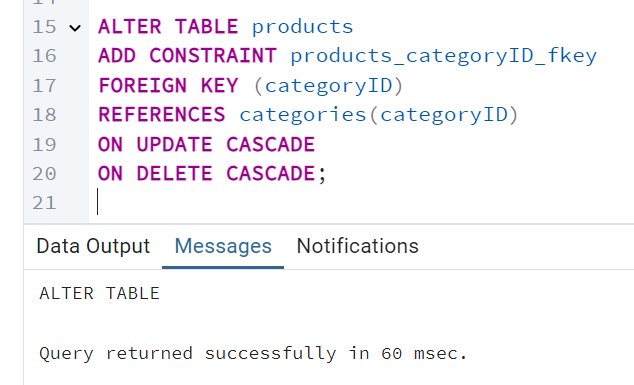 15 ALTER TABLE products
16 ADD CONSTRAINT products_categoryID_fkey
17 FOREIGN KEY (categoryID)
18 REFERENCES categories(categoryID)
19 ON UPDATE CASCADE
20 ON DELETE CASCADE;
21
Data Output Messages Notifications
ALTER TABLE
Query returned successfully in 60 msec.